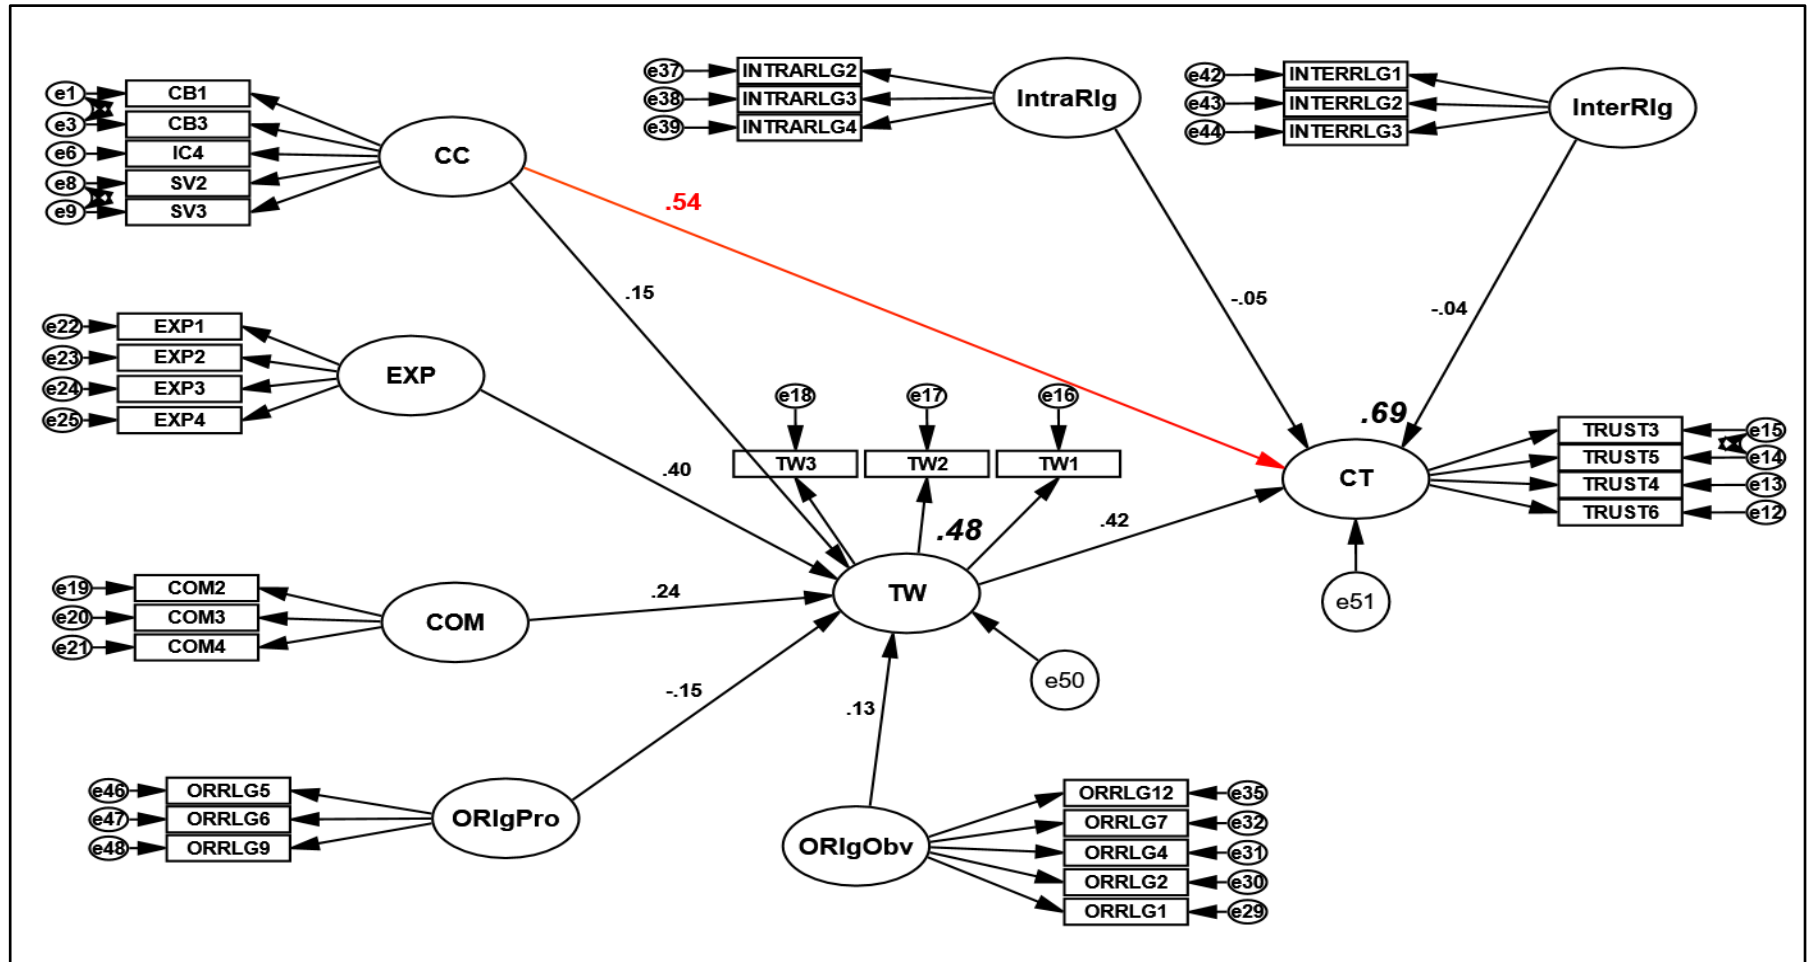 e1
CB1
e3
CB3
e6
IC4
e8
SV2
e9
SV3
CC
e37
INTRARLG2
e38
INTRARLG3
e39
INTRARLG4
IntraRlg
e42
INTERRLG1
e43
INTERRLG2
e44
INTERRLG3
InterRlg
.54
.15
-.05
-.04
e22
EXP1
e23
EXP2
e24
EXP3
e25
EXP4
EXP
.40
e18
e17
e16
TW3
TW2
TW1
.69
CT
TRUST3
e15
TRUST5
e14
TRUST4
e13
TRUST6
e12
.48
.42
e51
e19
COM2
e20
COM3
e21
COM4
COM
.24
TW
e50
-.15
.13
e46
ORRLG5
e47
ORRLG6
e48
ORRLG9
ORlgPro
ORlgObv
ORRLG12
e35
ORRLG7
e32
ORRLG4
e31
ORRLG2
e30
ORRLG1
e29